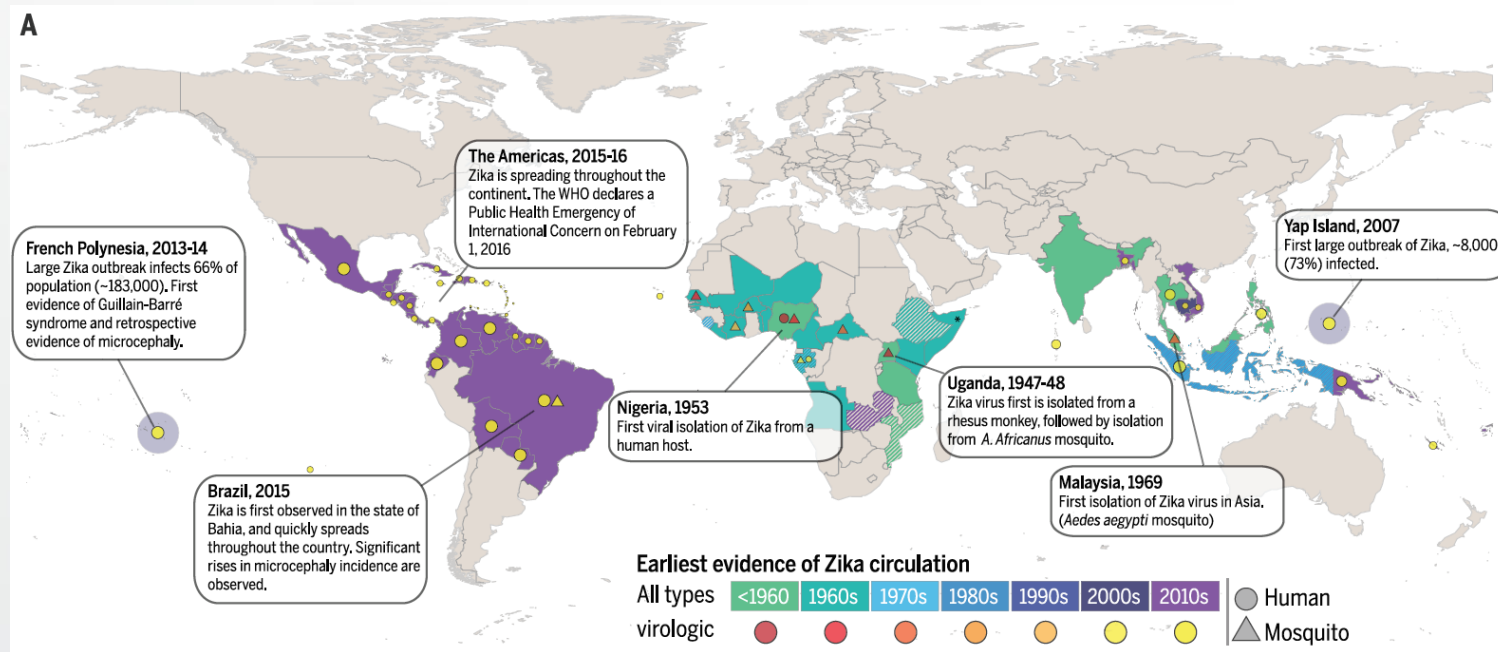 A
The Americas, 2015-16
Zika is spreading throughout the
continent. The WHO declares a
Public Health Emergency of
International Concern on February
1, 2016
French Polynesia, 2013-14
Large Zika outbreak infects 66% of
population (~183,000). First
evidence of Guillain-Barré
syndrome and retrospective
evidence of microcephaly.
Yap Island, 2007
First large outbreak of Zika, ~8,000
(73%) infected.
Nigeria, 1953
First viral isolation of Zika from a
human host.
Uganda, 1947-48
Zika virus first is isolated from a
rhesus monkey, followed by isolation
from A. Africanus mosquito.
Brazil, 2015
Zika is first observed in the state of
Bahia, and quickly spreads
throughout the country. Significant
rises in microcephaly incidence are
observed.
Malaysia, 1969
First isolation of Zika virus in Asia.
(Aedes aegypti mosquito)
Earliest evidence of Zika circulation
All types <1960 1960s 1970s 1980s 1990s 2000s 2010s Human
virologic Mosquito